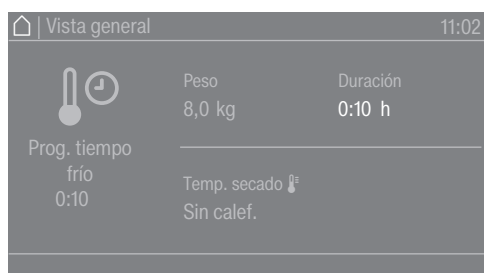 | Vista general 11:02
Prog. tiempo
frío
0:10
Peso
8,0 kg
Duración
0:10 h
Temp. secado
Sin calef.